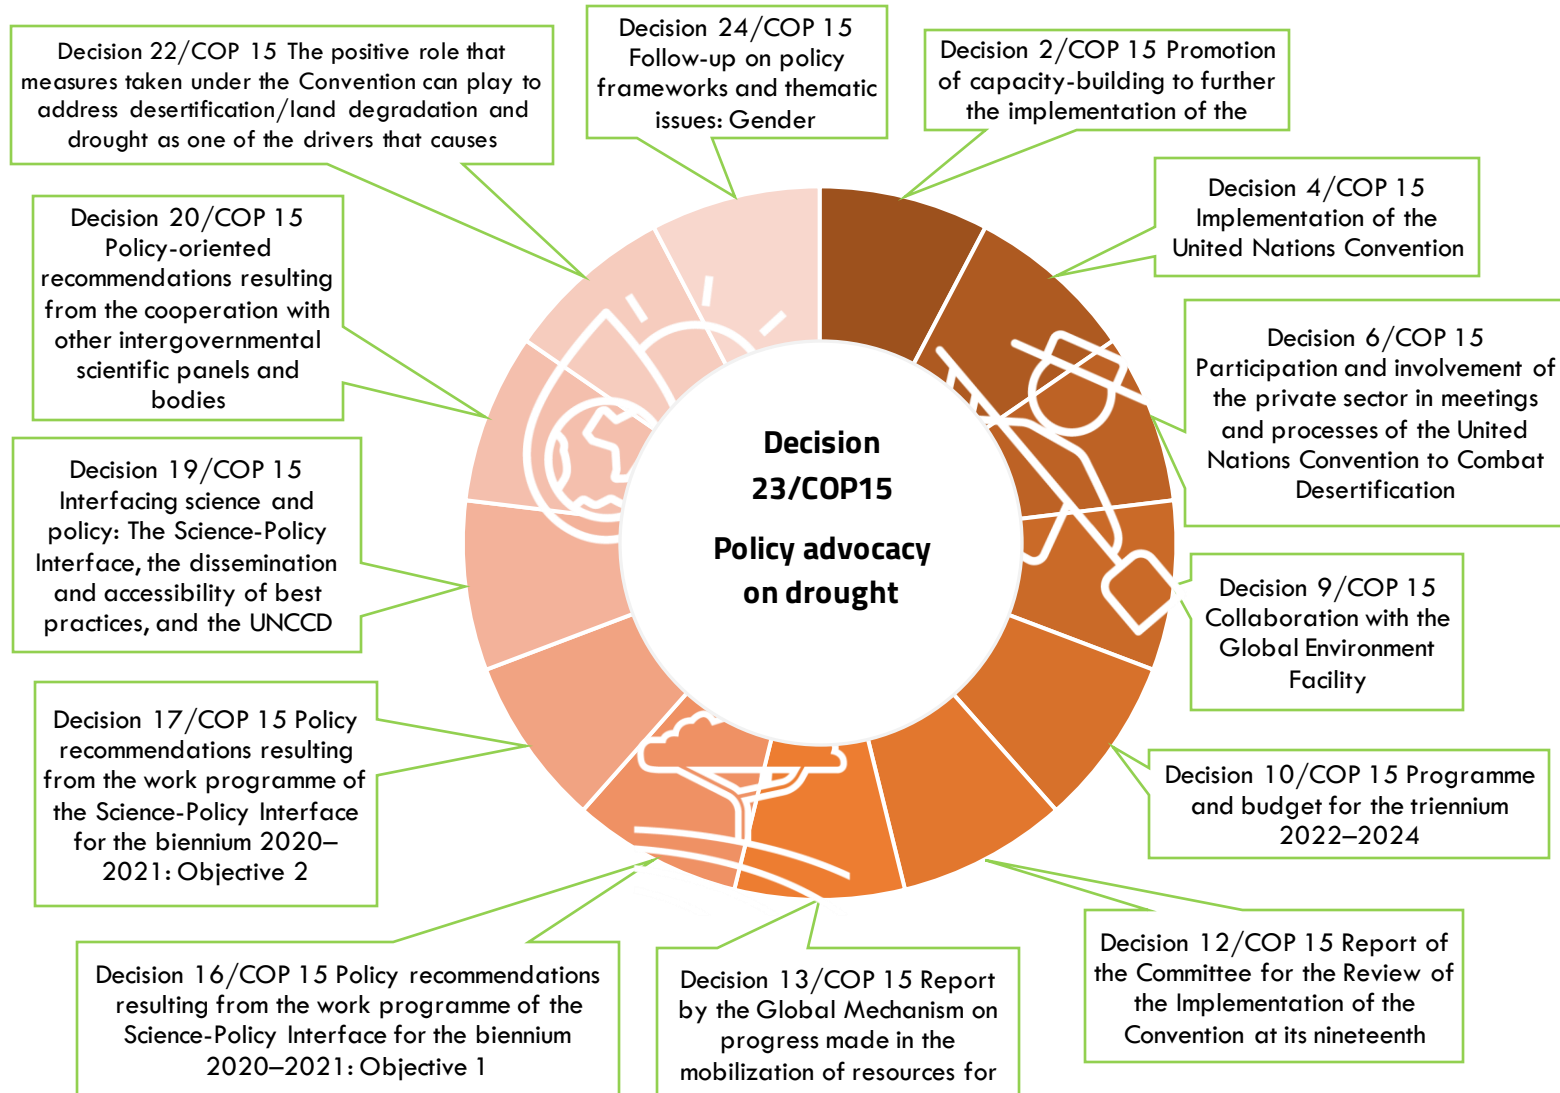 Decision 24/COP 15
Follow-up on policy
frameworks and thematic
issues: Gender
Decision 2/COP 15 Promotion
of capacity-building to further
the implementation of the
Decision 4/COP 15
Implementation of the
United Nations Convention
Decision 6/COP 15
Participation and involvement of
the private sector in meetings
and processes of the United
Nations Convention to Combat
Desertification
Decision 9/COP 15
Collaboration with the
Global Environment
Facility
Decision 10/COP 15 Programme
and budget for the triennium
2022–2024
Decision 12/COP 15 Report of
the Committee for the Review of
the Implementation of the
Convention at its nineteenth
Decision 13/COP 15 Report
by the Global Mechanism on
progress made in the
mobilization of resources for
Decision 16/COP 15 Policy recommendations
resulting from the work programme of the
Science-Policy Interface for the biennium
2020–2021: Objective 1
Decision 17/COP 15 Policy
recommendations resulting
from the work programme of
the Science-Policy Interface
for the biennium 2020–
2021: Objective 2
Decision 19/COP 15
Interfacing science and
policy: The Science-Policy
Interface, the dissemination
and accessibility of best
practices, and the UNCCD
Decision 20/COP 15
Policy-oriented
recommendations resulting
from the cooperation with
other intergovernmental
scientific panels and
bodies
Decision 22/COP 15 The positive role that
measures taken under the Convention can play to
address desertification/land degradation and
drought as one of the drivers that causes
Decision
23/COP15
Policy advocacy
on drought